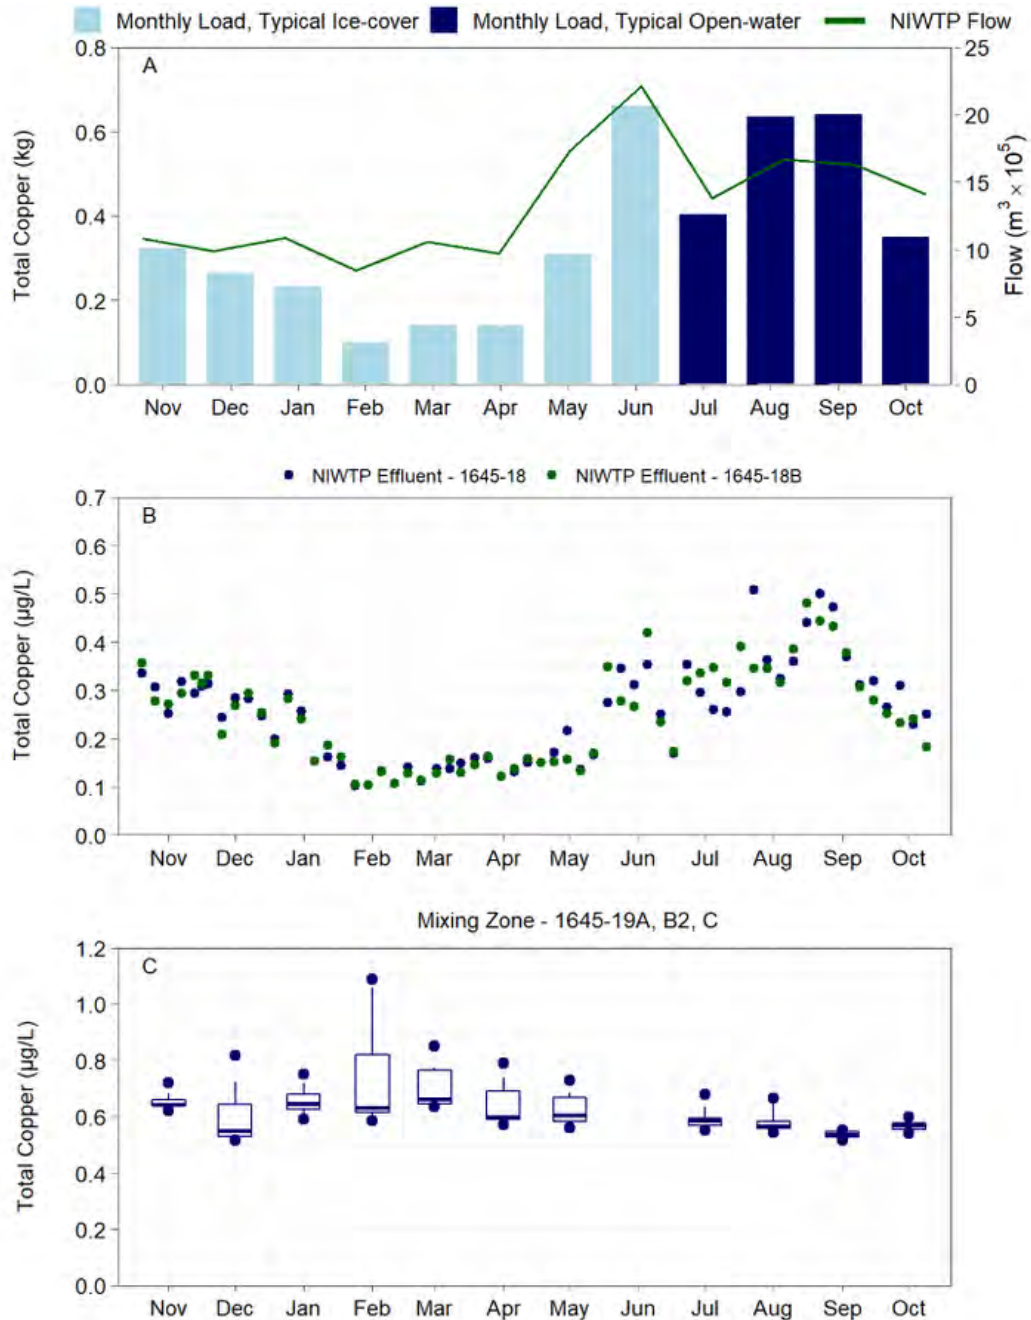 Monthly Load, Typical Ice-cover Monthly Load, Typical Open-water NIWTP Flow
A
Total Copper (kg)
0.8
0.6
0.4
0.2
0.0
25
20
15
10
5
0
Flow (m³ × 10⁵)
Nov Dec Jan Feb Mar Apr May Jun Jul Aug Sep Oct
NIWTP Effluent - 1645-18 NIWTP Effluent - 1645-18B
B
Total Copper (µg/L)
0.7
0.6
0.5
0.4
0.3
0.2
0.1
0.0
Nov Dec Jan Feb Mar Apr May Jun Jul Aug Sep Oct
Mixing Zone - 1645-19A, B2, C
C
Total Copper (µg/L)
1.2
1.0
0.8
0.6
0.4
0.2
0.0
Nov Dec Jan Feb Mar Apr May Jun Jul Aug Sep Oct